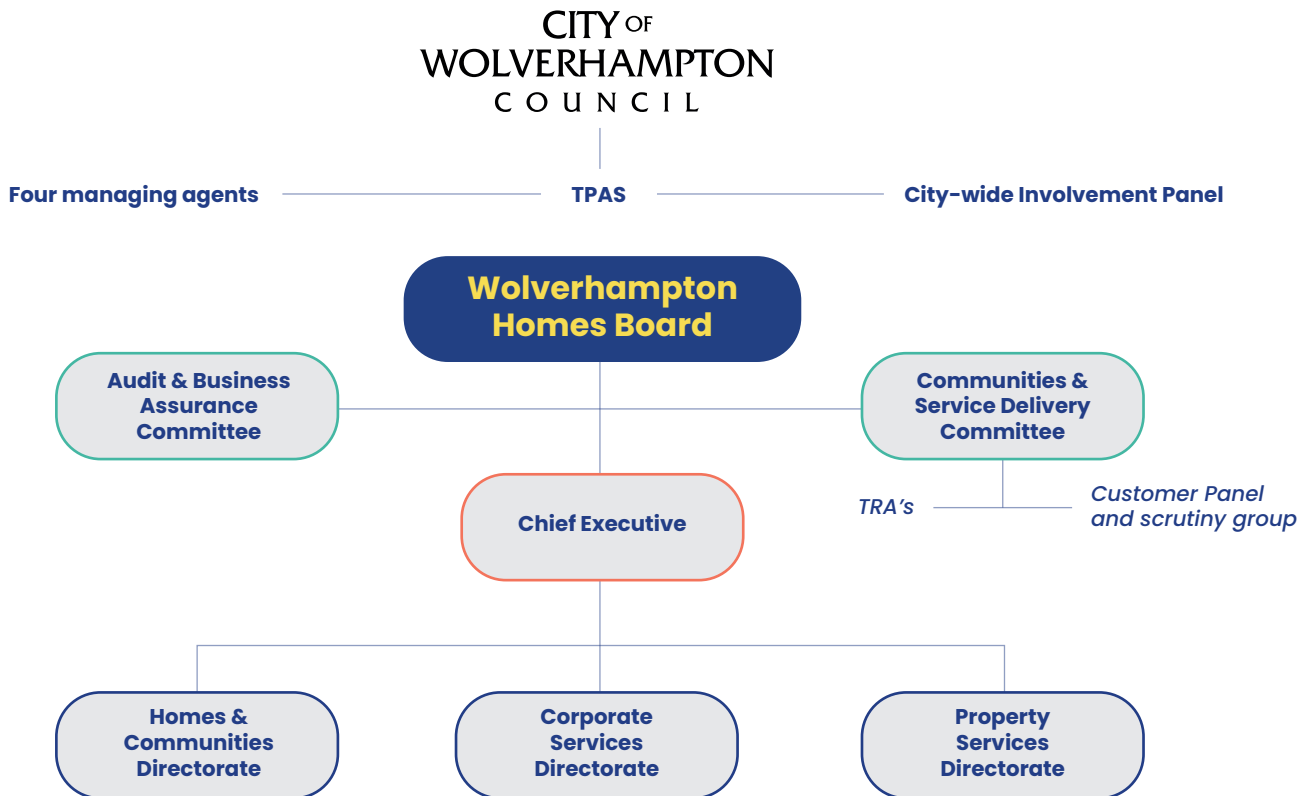 CITY OF
WOLVERHAMPTON
COUNCIL
Four managing agents
TPAS
City-wide Involvement Panel
Wolverhampton
Homes Board
Audit & Business
Assurance
Committee
Communities &
Service Delivery
Committee
Chief Executive
TRA's
Customer Panel
and scrutiny group
Homes &
Communities
Directorate
Corporate
Services
Directorate
Property
Services
Directorate